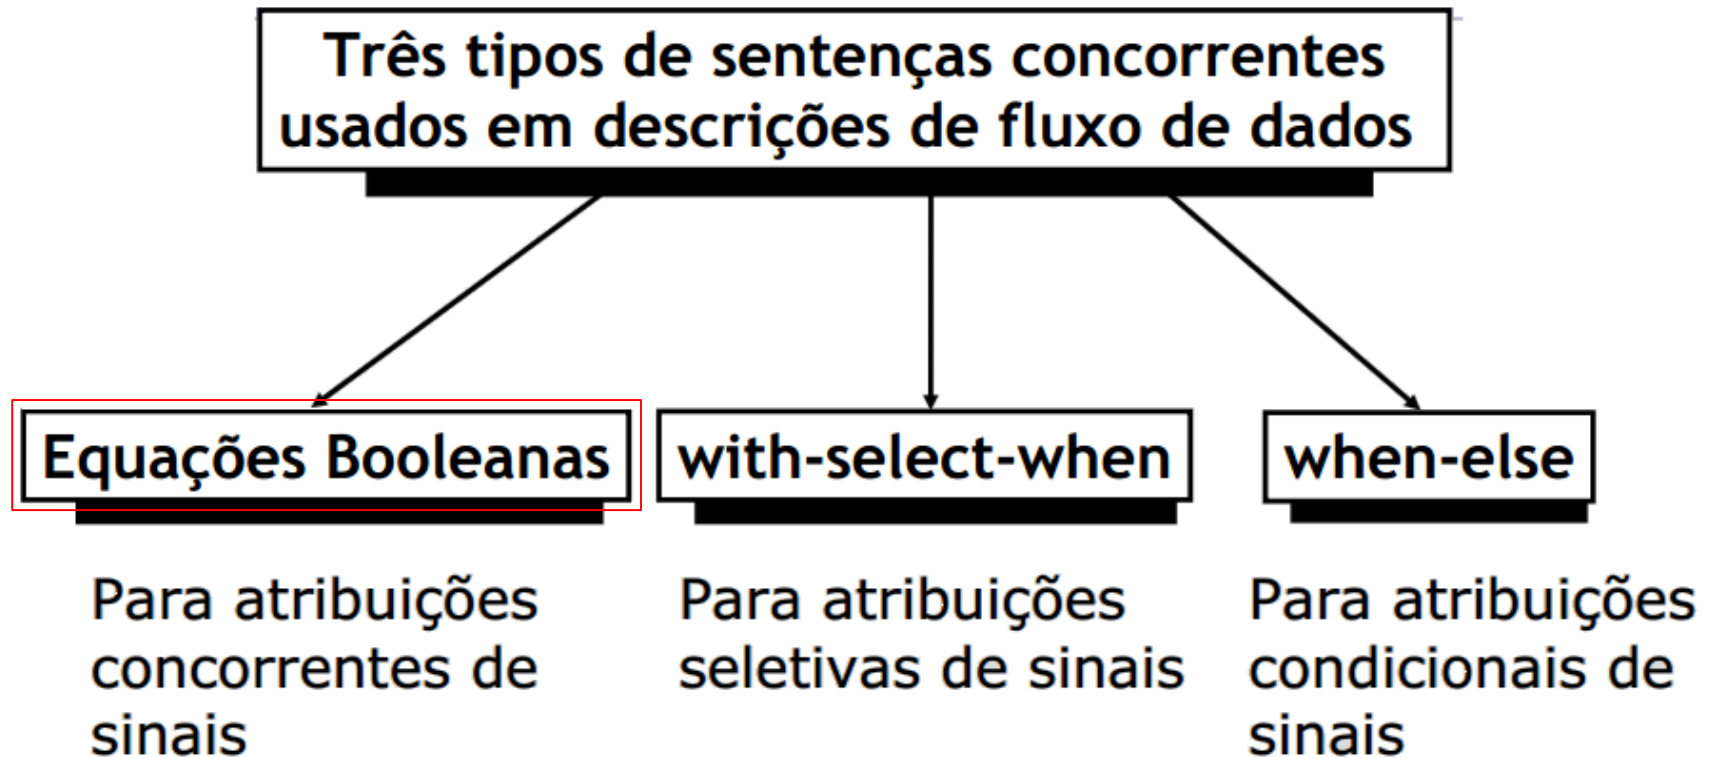 Três tipos de sentenças concorrentes
usados em descrições de fluxo de dados
Equações Booleanas
with-select-when
when-else
Para atribuições
concorrentes de
sinais
Para atribuições
seletivas de sinais
Para atribuições
condicionais de
sinais